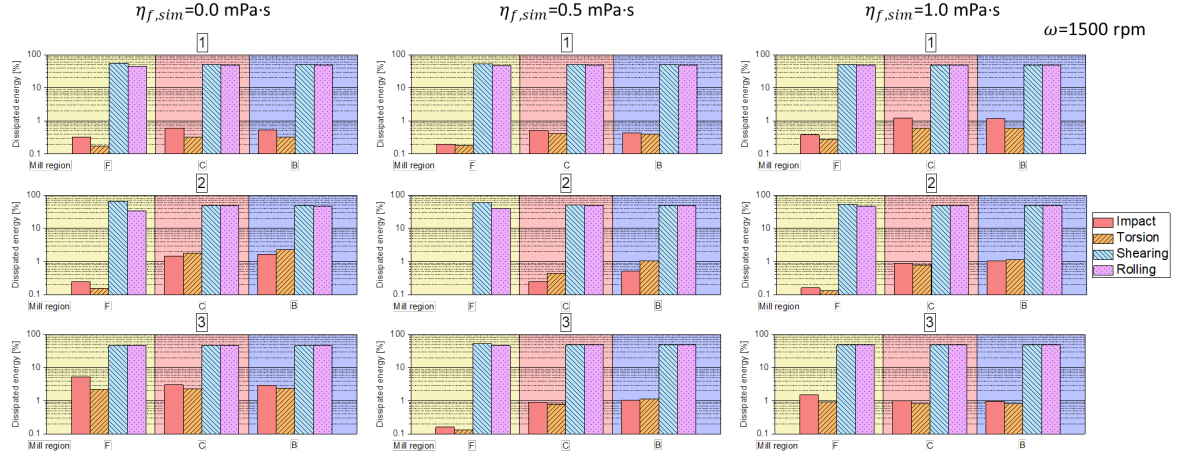 η_{f,sim}=0.0 mPa·s
η_{f,sim}=0.5 mPa·s
η_{f,sim}=1.0 mPa·s
ω=1500 rpm
1
Dissipated energy [%]
100
10
1
0.1
Mill region
F
C
B
1
Dissipated energy [%]
100
10
1
0.1
Mill region
F
C
B
1
Dissipated energy [%]
100
10
1
0.1
Mill region
F
C
B
2
Dissipated energy [%]
100
10
1
0.1
Mill region
F
C
B
2
Dissipated energy [%]
100
10
1
0.1
Mill region
F
C
B
2
Dissipated energy [%]
100
10
1
0.1
Mill region
F
C
B
Impact
Torsion
Shearing
Rolling
3
Dissipated energy [%]
100
10
1
0.1
Mill region
F
C
B
3
Dissipated energy [%]
100
10
1
0.1
Mill region
F
C
B
3
Dissipated energy [%]
100
10
1
0.1
Mill region
F
C
B